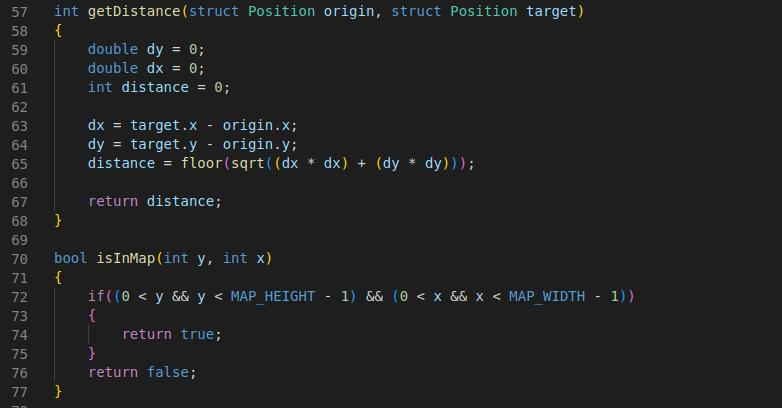 57 int getDistance(struct Position origin, struct Position target)
58 {
59     double dy = 0;
60     double dx = 0;
61     int distance = 0;
62
63     dx = target.x - origin.x;
64     dy = target.y - origin.y;
65     distance = floor(sqrt((dx * dx) + (dy * dy)));
66
67     return distance;
68 }
69
70 bool isInMap(int y, int x)
71 {
72     if((0 < y && y < MAP_HEIGHT - 1) && (0 < x && x < MAP_WIDTH - 1))
73     {
74         return true;
75     }
76     return false;
77 }